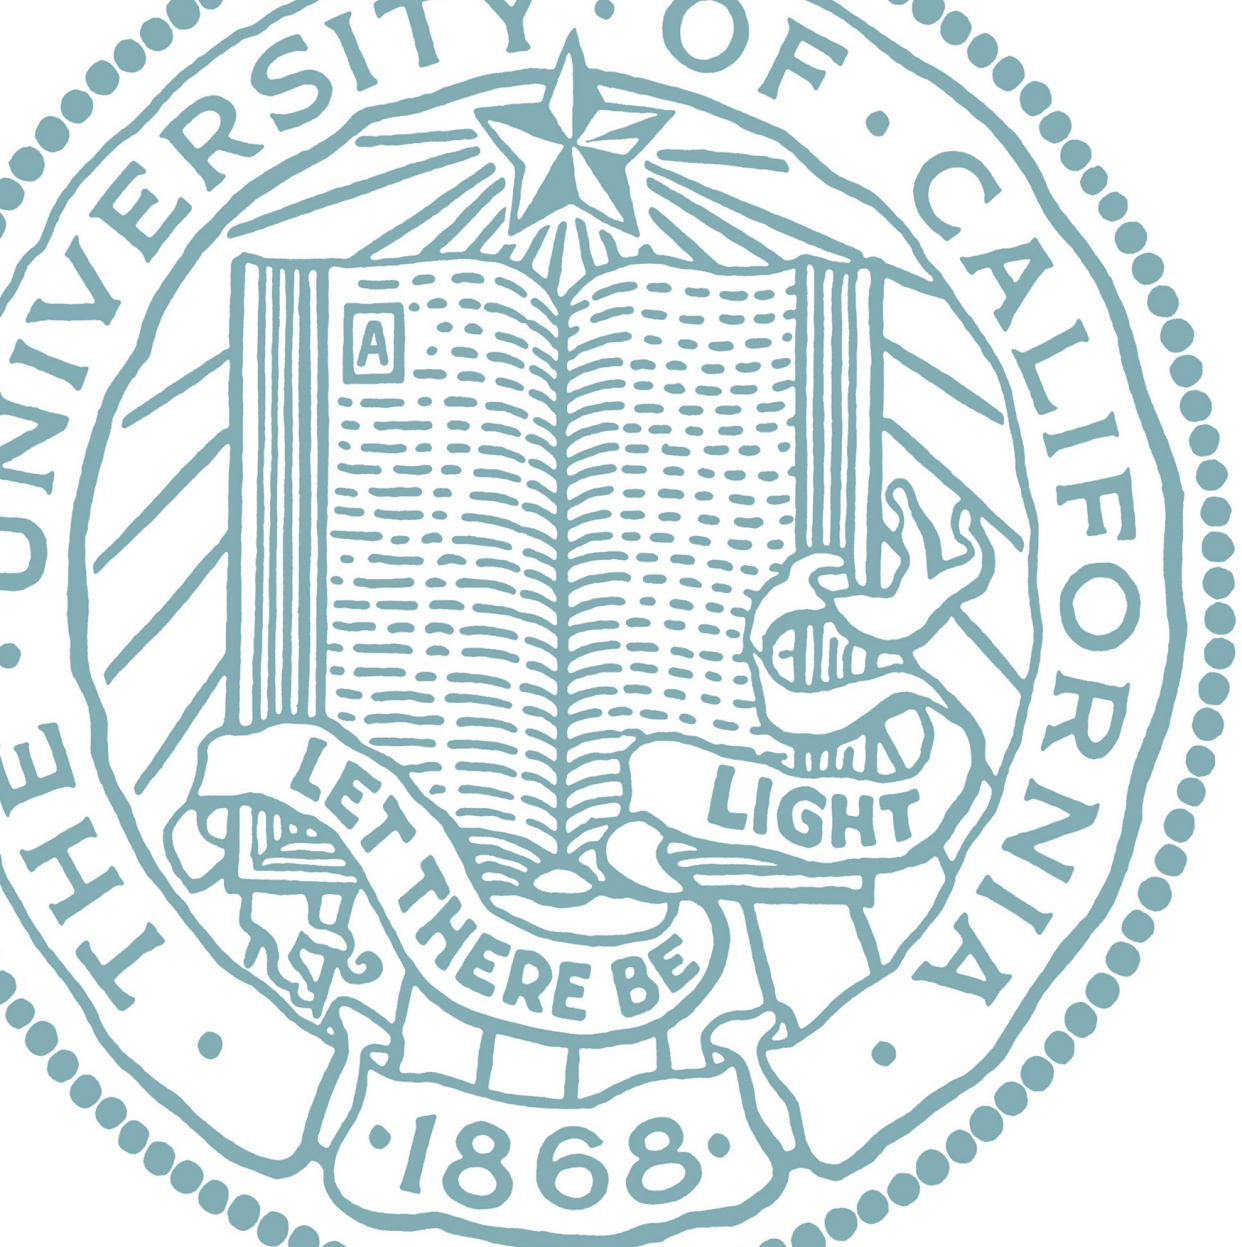 THE · UNIVERSITY · OF · CALIFORNIA
A
LET THERE BE
LIGHT
·1868·